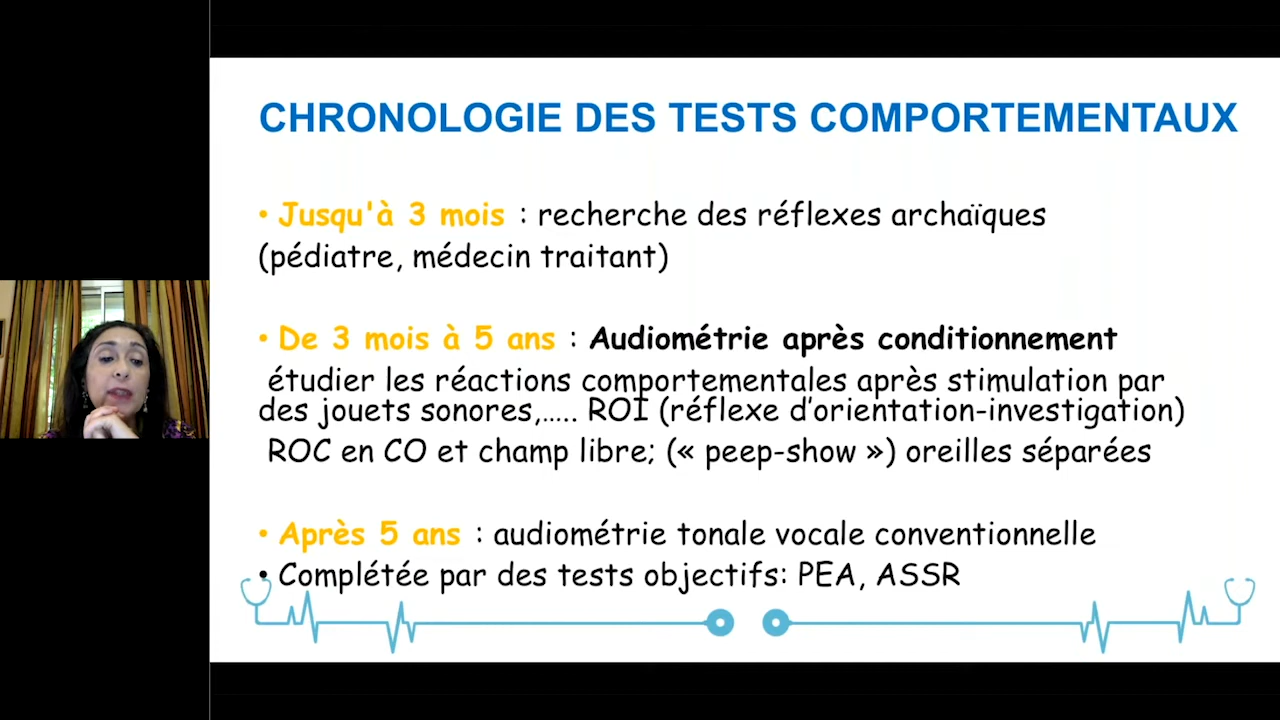 CHRONOLOGIE DES TESTS COMPORTEMENTAUX
• Jusqu'à 3 mois : recherche des réflexes archaïques
(pédiatre, médecin traitant)
• De 3 mois à 5 ans : Audiométrie après conditionnement
étudier les réactions comportementales après stimulation par
des jouets sonores,..... ROI (réflexe d’orientation-investigation)
ROC en CO et champ libre; (« peep-show ») oreilles séparées
• Après 5 ans : audiométrie tonale vocale conventionnelle
• Complétée par des tests objectifs: PEA, ASSR